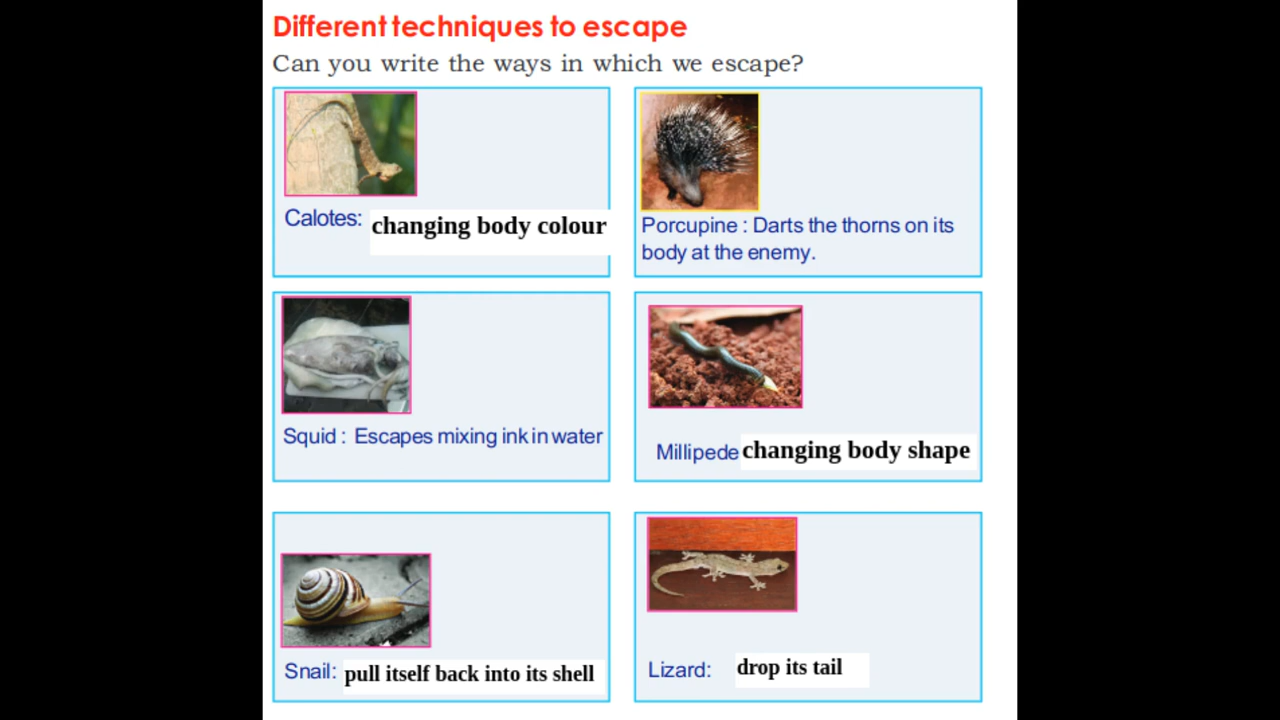 Different techniques to escape
Can you write the ways in which we escape?
Calotes: changing body colour
Porcupine : Darts the thorns on its
body at the enemy.
Squid : Escapes mixing ink in water
Millipede changing body shape
Snail: pull itself back into its shell
Lizard: drop its tail